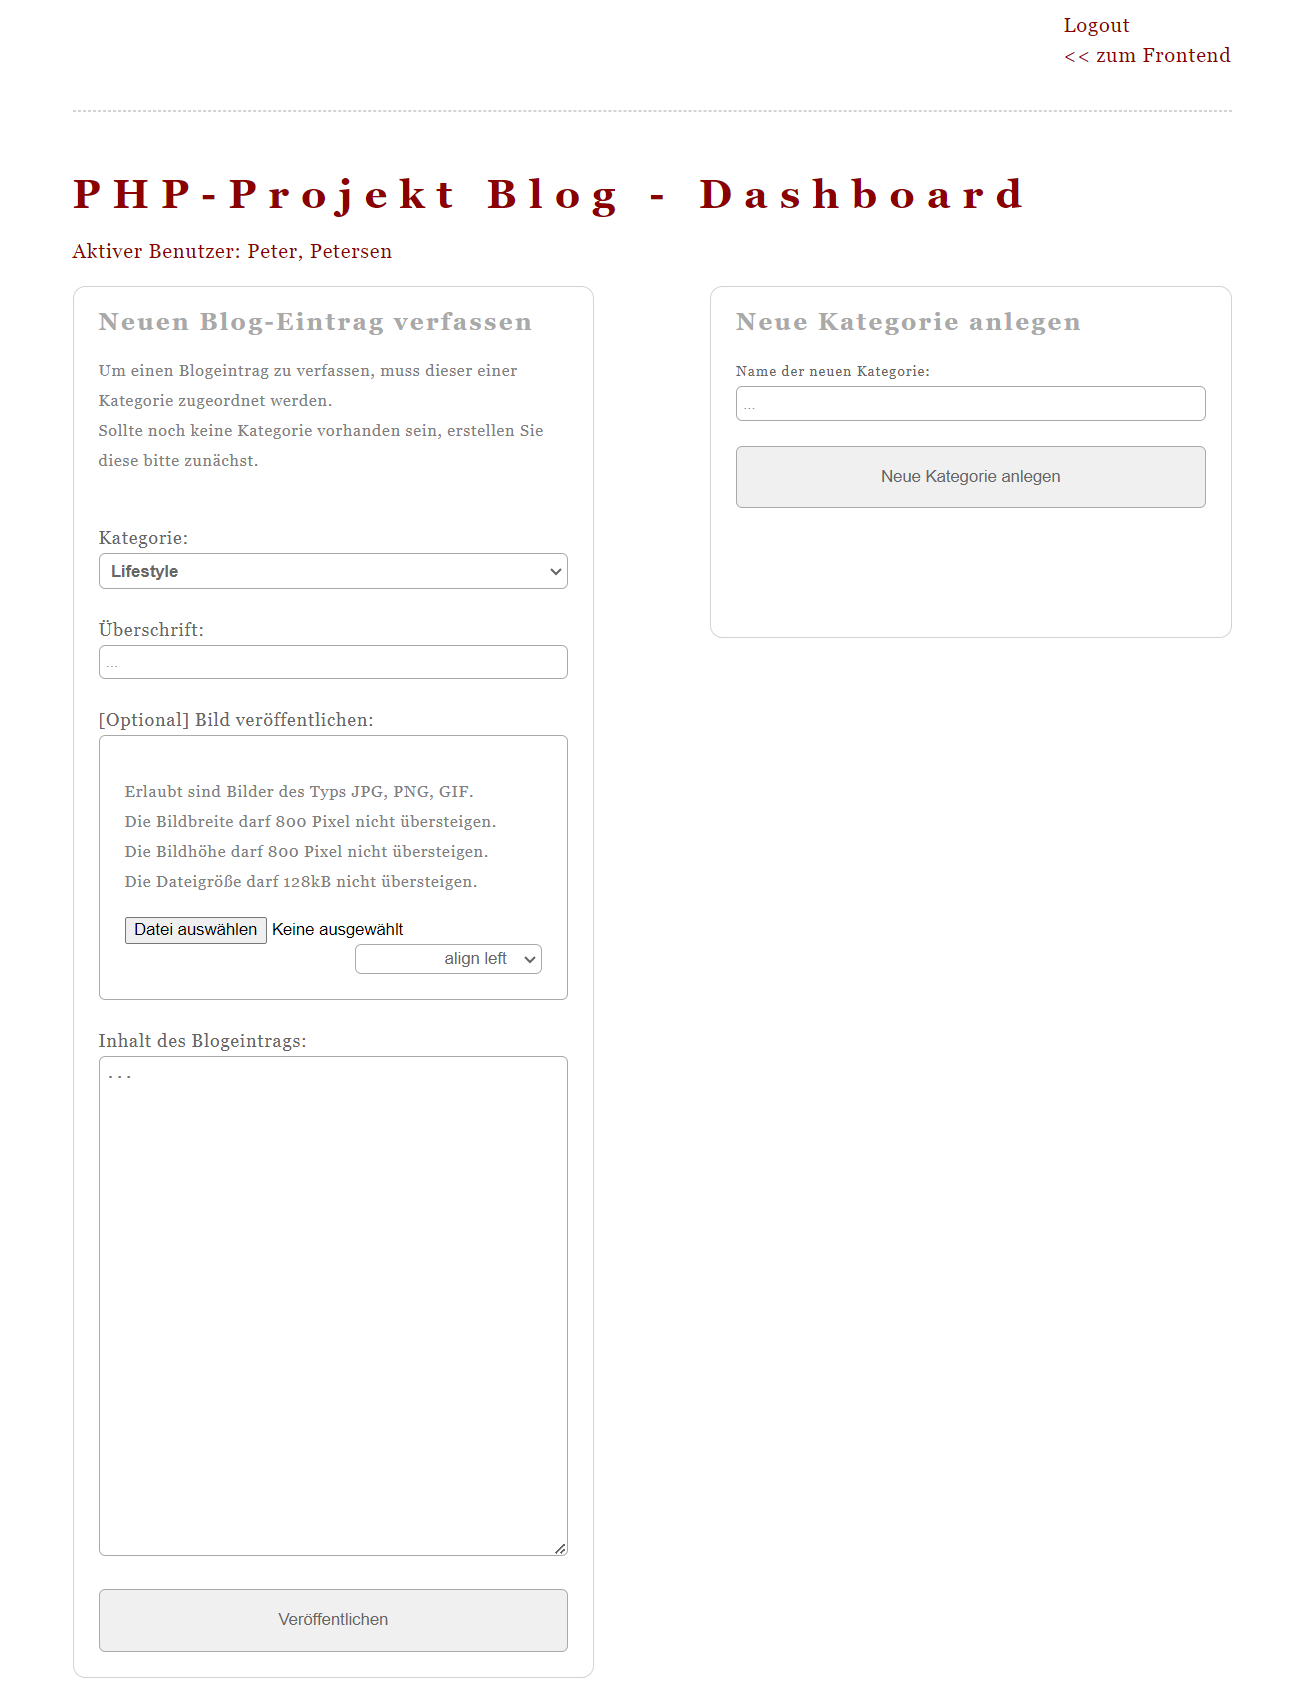 Logout
<< zum Frontend
PHP-Projekt Blog - Dashboard
Aktiver Benutzer: Peter, Petersen
Neuen Blog-Eintrag verfassen
Um einen Blogeintrag zu verfassen, muss dieser einer
Kategorie zugeordnet werden.
Sollte noch keine Kategorie vorhanden sein, erstellen Sie
diese bitte zunächst.
Kategorie:
Lifestyle
Überschrift:
...
[Optional] Bild veröffentlichen:
Erlaubt sind Bilder des Typs JPG, PNG, GIF.
Die Bildbreite darf 800 Pixel nicht übersteigen.
Die Bildhöhe darf 800 Pixel nicht übersteigen.
Die Dateigröße darf 128kB nicht übersteigen.
Datei auswählen Keine ausgewählt
align left
Inhalt des Blogeintrags:
...
Veröffentlichen
Neue Kategorie anlegen
Name der neuen Kategorie:
...
Neue Kategorie anlegen